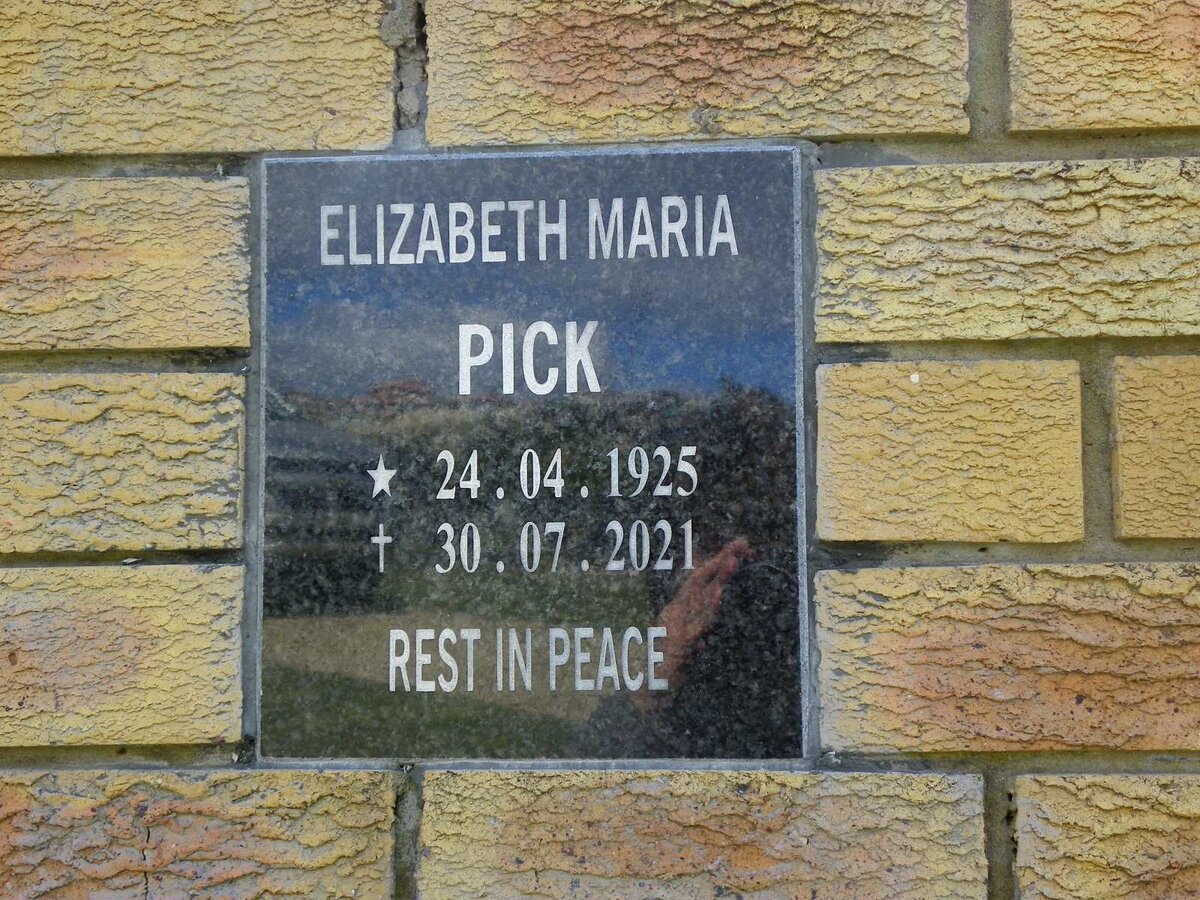 ELIZABETH MARIA
PICK
★ 24 . 04 . 1925
† 30 . 07 . 2021
REST IN PEACE